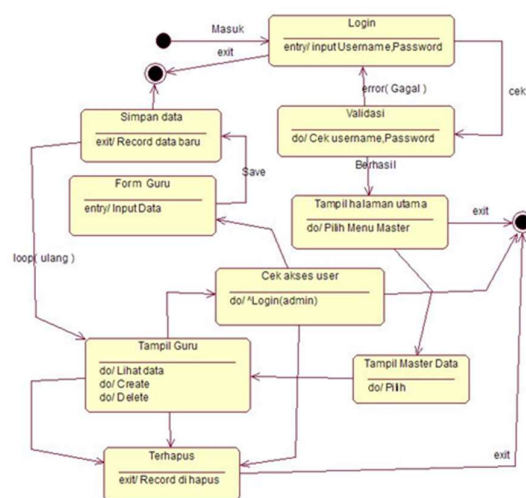 Masuk
Login
entry/ input Username,Password
exit
error( Gagal )
cek
Simpan data
exit/ Record data baru
Validasi
do/ Cek username,Password
Save
Berhasil
Form Guru
entry/ Input Data
Tampil halaman utama
do/ Pilih Menu Master
exit
loop( ulang )
Cek akses user
do/ ^Login(admin)
Tampil Guru
do/ Lihat data
do/ Create
do/ Delete
Tampil Master Data
do/ Pilih
Terhapus
exit/ Record di hapus
exit